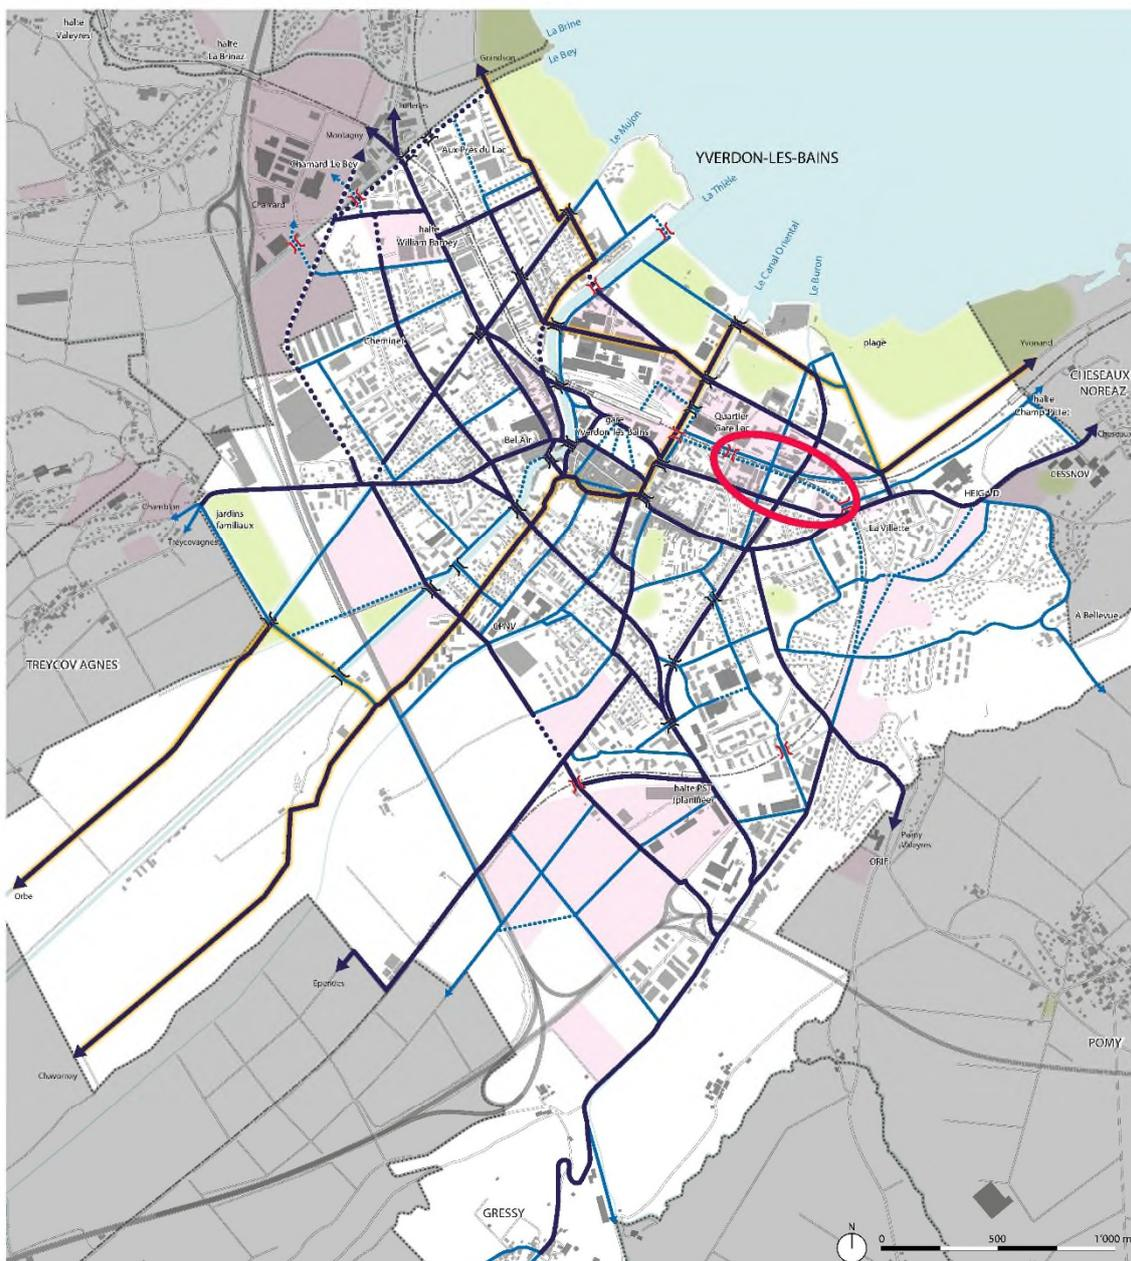 halte
Valeyres
halte
La Brinaz
La Brine
Le Bey
Grandson
Tuileries
Montagny
Aux Prés du Lac
Le Mujon
Chamard Le Bey
YVERDON-LES-BAINS
La Thièle
Chamard
halte
William Barbey
Le Canal Oriental
Le Buron
Cheminet
plage
Yvonand
CHESEAUX
NOREAZ
halte
Champ-Pittet
Quartier
Gare Lac
gare
Yverdon-les Bains
Bel Air
Cheseaux
CESSNOV
HEIG-VD
Chamblon
jardins
familiaux
Treycovagnes
La Villette
A Bellevue
CPNV
TREYCOV AGNES
halte PST
(planifiée)
Pomy
Valeyres
ORIF
Orbe
Ependes
POMY
Chavornay
GRESSY
N
0
500
1'000 m